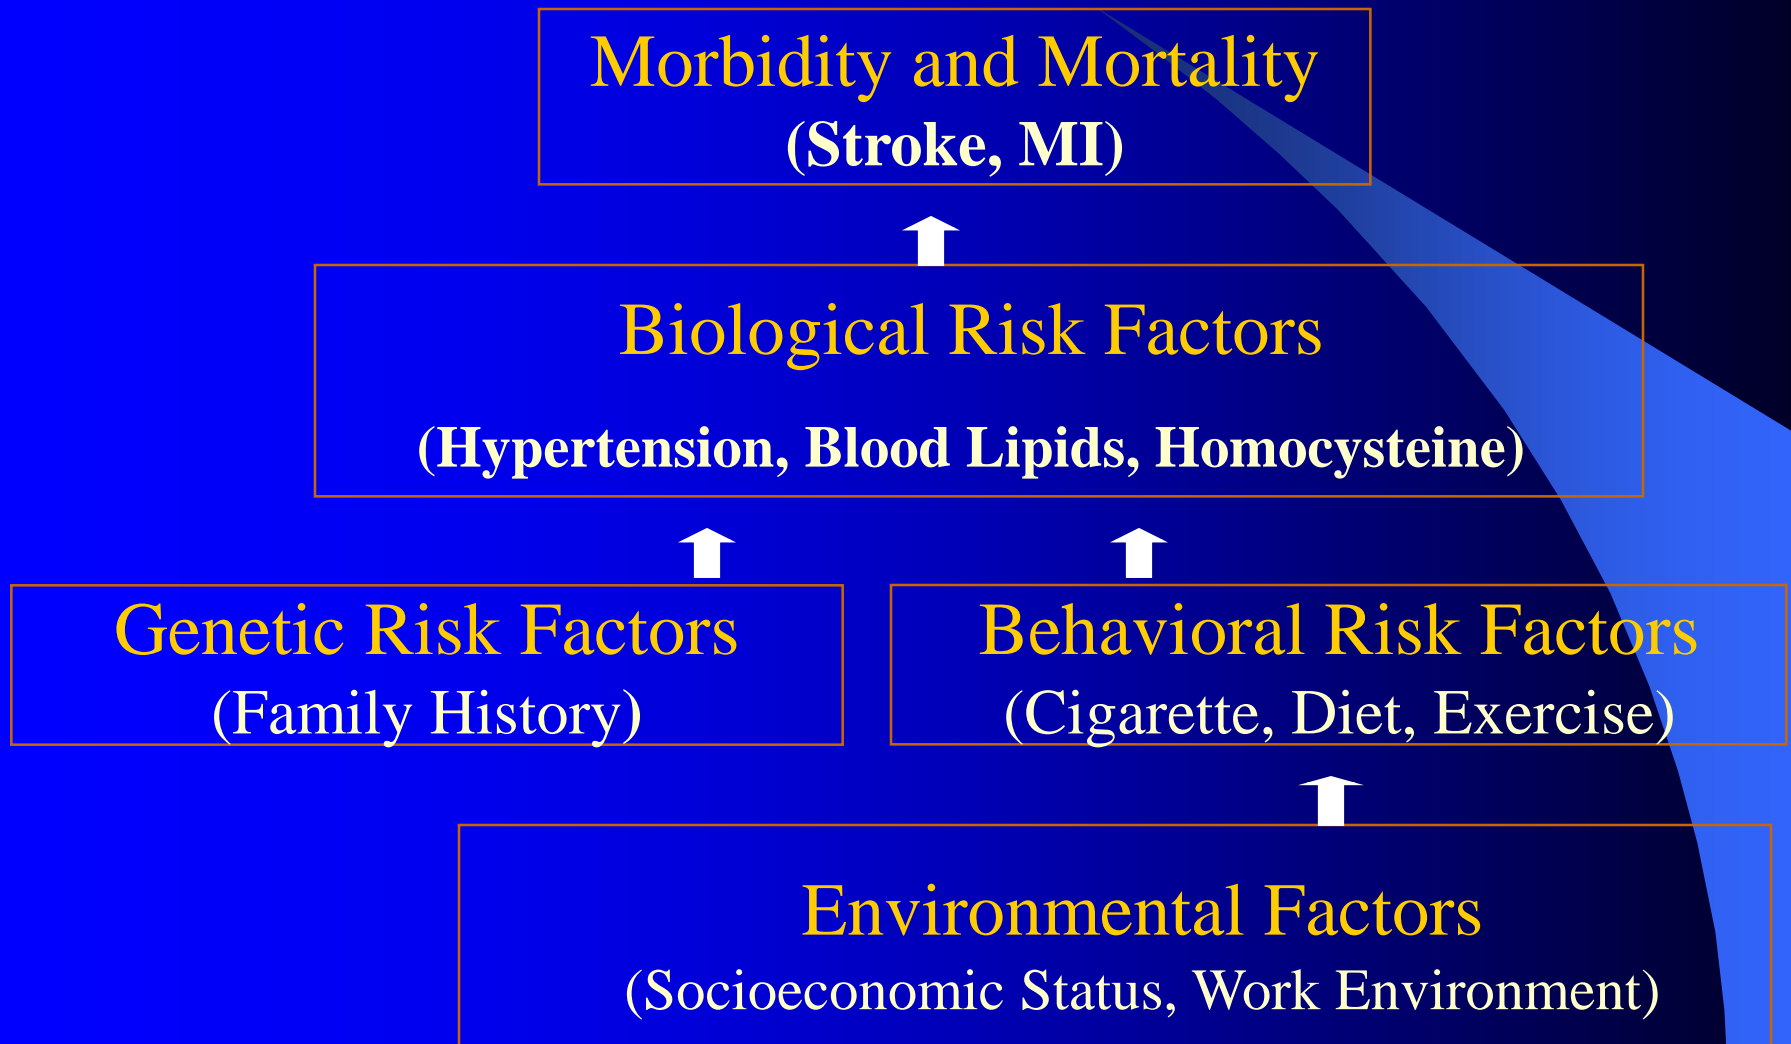 Morbidity and Mortality
(Stroke, MI)
Biological Risk Factors
(Hypertension, Blood Lipids, Homocysteine)
Genetic Risk Factors
(Family History)
Behavioral Risk Factors
(Cigarette, Diet, Exercise)
Environmental Factors
(Socioeconomic Status, Work Environment)